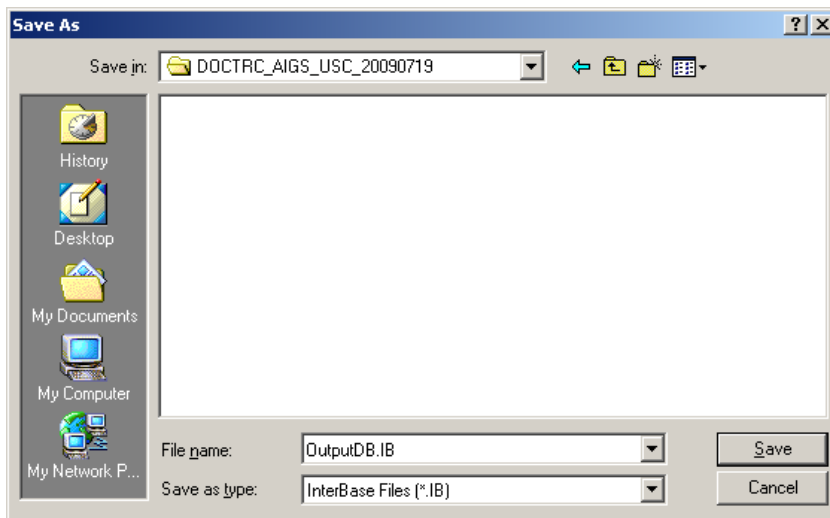 Save As
Save in: DOCTRC_AIGS_USC_20090719
History
Desktop
My Documents
My Computer
My Network P...
File name: OutputDB.IB Save
Save as type: InterBase Files (*.IB) Cancel